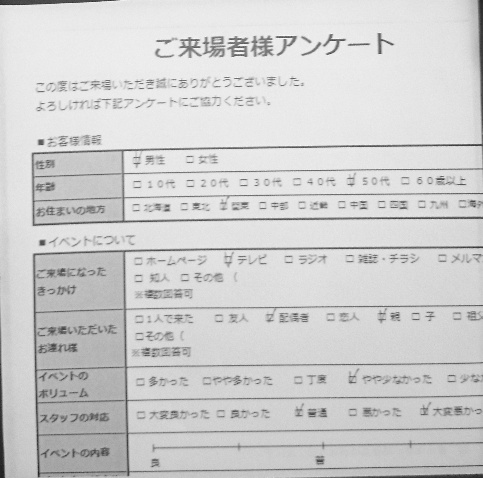 ご来場者様アンケート
この度はご来場いただき誠にありがとうございました。
よろしければ下記アンケートにご協力ください。
■お客様情報
性別 ☑男性 □女性
年齢 □10代 □20代 □30代 □40代 ☑50代 □60歳以上
お住まいの地方 □北海道 □東北 ☑関東 □中部 □近畿 □中国 □四国 □九州 □海外
■イベントについて
ご来場になった
きっかけ
□ホームページ ☑テレビ □ラジオ □雑誌・チラシ □メルマ
□知人 □その他（
※複数回答可
ご来場いただいた
お連れ様
□1人で来た □友人 ☑配偶者 □恋人 ☑親 □子 □祖父
□その他（
※複数回答可
イベントの
ボリューム
□多かった □やや多かった □丁度 ☑やや少なかった □少な
スタッフの対応 □大変良かった □良かった ☑普通 □悪かった ☑大変悪かっ
イベントの内容
良 普